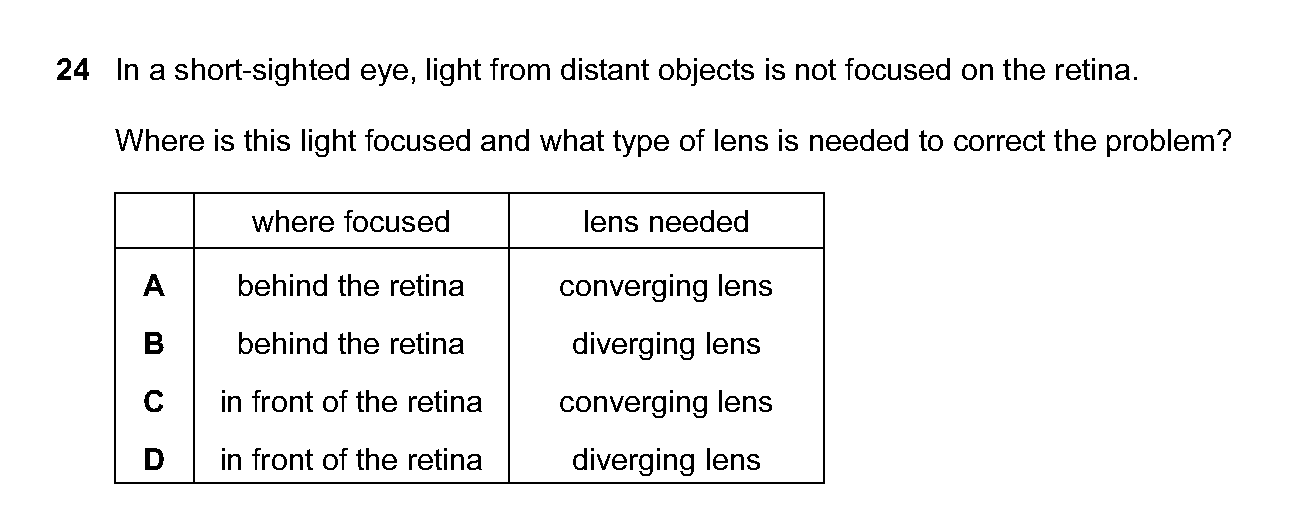 24 In a short-sighted eye, light from distant objects is not focused on the retina.
Where is this light focused and what type of lens is needed to correct the problem?
where focused lens needed
A behind the retina converging lens
B behind the retina diverging lens
C in front of the retina converging lens
D in front of the retina diverging lens